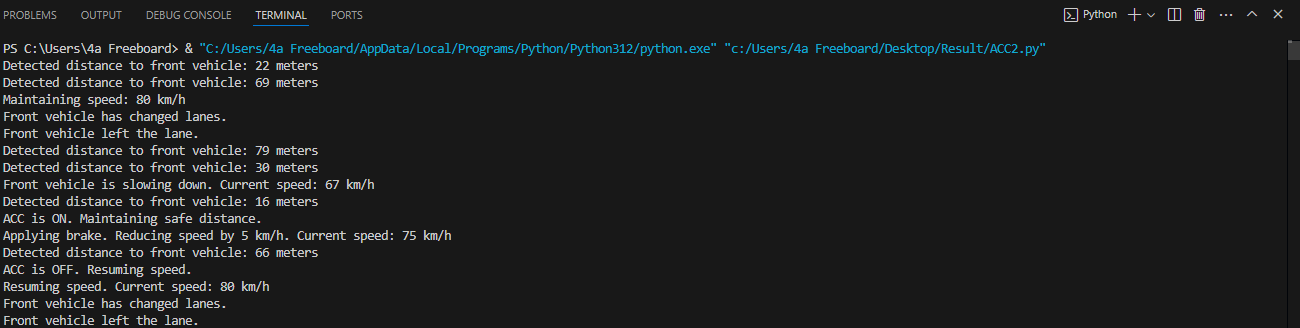 PROBLEMS OUTPUT DEBUG CONSOLE TERMINAL PORTS Python
PS C:\Users\4a Freeboard> & "C:/Users/4a Freeboard/AppData/Local/Programs/Python/Python312/python.exe" "c:/Users/4a Freeboard/Desktop/Result/ACC2.py"
Detected distance to front vehicle: 22 meters
Detected distance to front vehicle: 69 meters
Maintaining speed: 80 km/h
Front vehicle has changed lanes.
Front vehicle left the lane.
Detected distance to front vehicle: 79 meters
Detected distance to front vehicle: 30 meters
Front vehicle is slowing down. Current speed: 67 km/h
Detected distance to front vehicle: 16 meters
ACC is ON. Maintaining safe distance.
Applying brake. Reducing speed by 5 km/h. Current speed: 75 km/h
Detected distance to front vehicle: 66 meters
ACC is OFF. Resuming speed.
Resuming speed. Current speed: 80 km/h
Front vehicle has changed lanes.
Front vehicle left the lane.